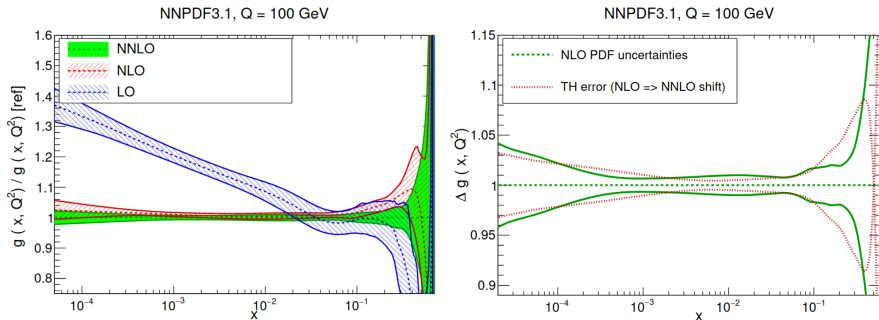 NNPDF3.1, Q = 100 GeV
g ( x, Q²) / g ( x, Q²) [ref]
1.6
1.5
1.4
1.3
1.2
1.1
1
0.9
0.8
NNLO
NLO
LO
10⁻⁴
10⁻³
10⁻²
10⁻¹
x
NNPDF3.1, Q = 100 GeV
Δ g ( x, Q²)
1.15
1.1
1.05
1
0.95
0.9
NLO PDF uncertainties
TH error (NLO => NNLO shift)
10⁻⁴
10⁻³
10⁻²
10⁻¹
x